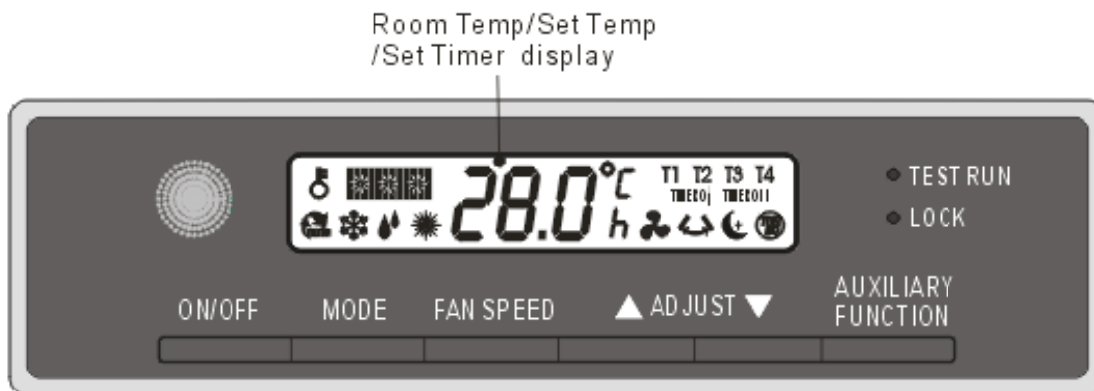 Room Temp/Set Temp
/Set Timer display
28.0°C
h
T1 T2 T3 T4
TEST RUN
LOCK
ON/OFF MODE FAN SPEED ▲ ADJUST ▼ AUXILIARY
FUNCTION